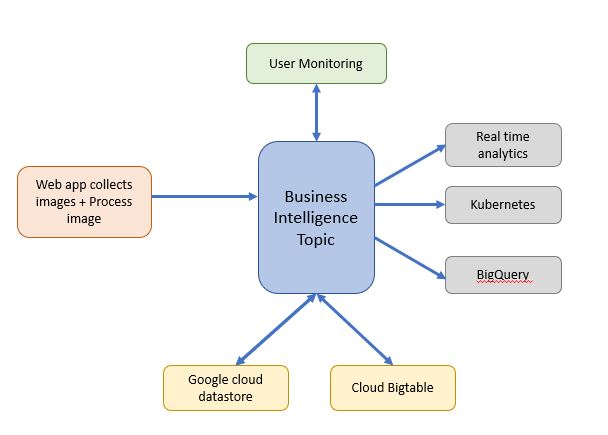 User Monitoring
Real time
analytics
Web app collects
images + Process
image
Business
Intelligence
Topic
Kubernetes
BigQuery
Google cloud
datastore
Cloud Bigtable